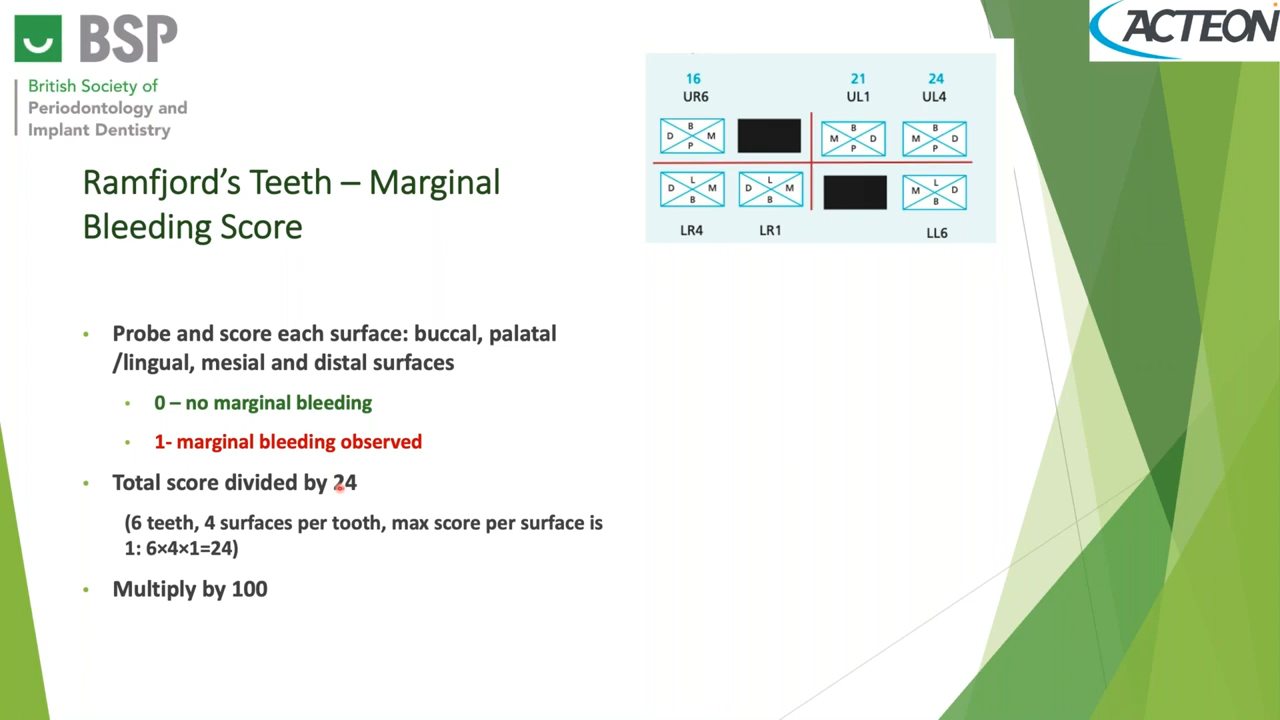 BSP
British Society of
Periodontology and
Implant Dentistry
ACTEON
Ramfjord's Teeth – Marginal
Bleeding Score
16 21 24
UR6 UL1 UL4
B B B
D M M D M D
P P P
L L L
D M D M M D
B B B
LR4 LR1 LL6
• Probe and score each surface: buccal, palatal
/lingual, mesial and distal surfaces
• 0 – no marginal bleeding
• 1- marginal bleeding observed
• Total score divided by 24
(6 teeth, 4 surfaces per tooth, max score per surface is
1: 6×4×1=24)
• Multiply by 100